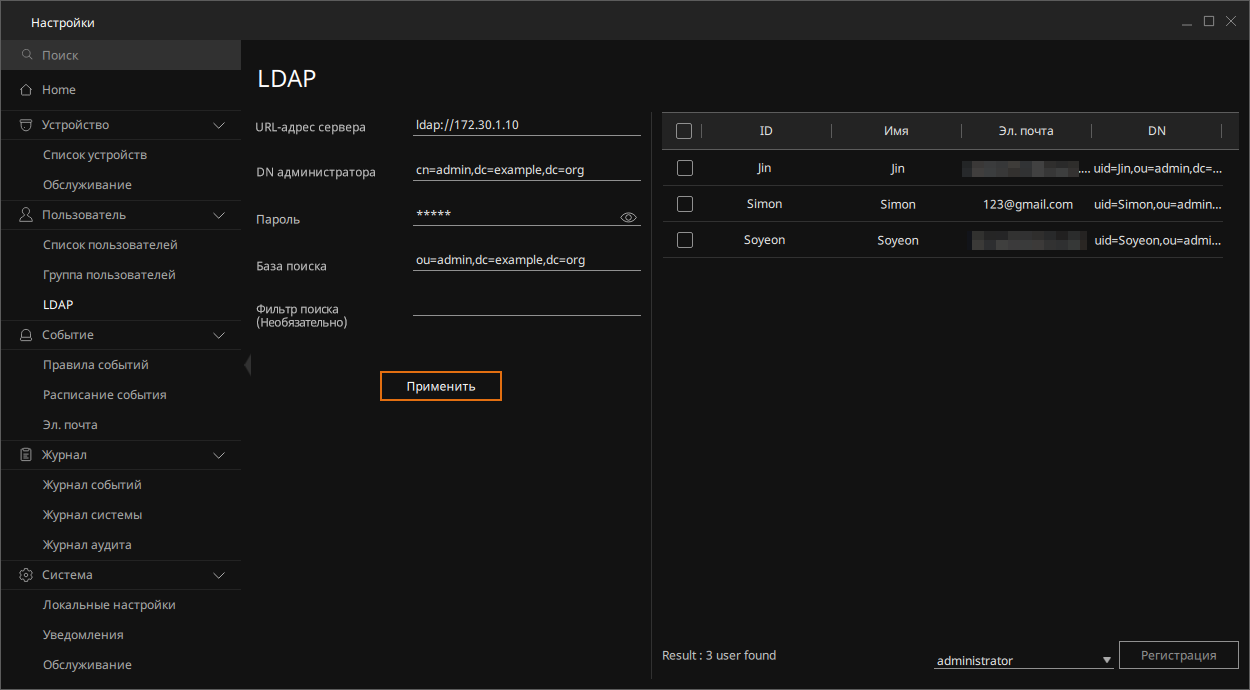 Настройки
Поиск
Home
Устройство
Список устройств
Обслуживание
Пользователь
Список пользователей
Группа пользователей
LDAP
Событие
Правила событий
Расписание события
Эл. почта
Журнал
Журнал событий
Журнал системы
Журнал аудита
Система
Локальные настройки
Уведомления
Обслуживание
LDAP
URL-адрес сервера ldap://172.30.1.10
DN администратора cn=admin,dc=example,dc=org
Пароль *****
База поиска ou=admin,dc=example,dc=org
Фильтр поиска
(Необязательно)
Применить
ID Имя Эл. почта DN
Jin Jin .... uid=Jin,ou=admin,dc=...
Simon Simon 123@gmail.com uid=Simon,ou=admin...
Soyeon Soyeon uid=Soyeon,ou=admi...
Result : 3 user found
administrator
Регистрация